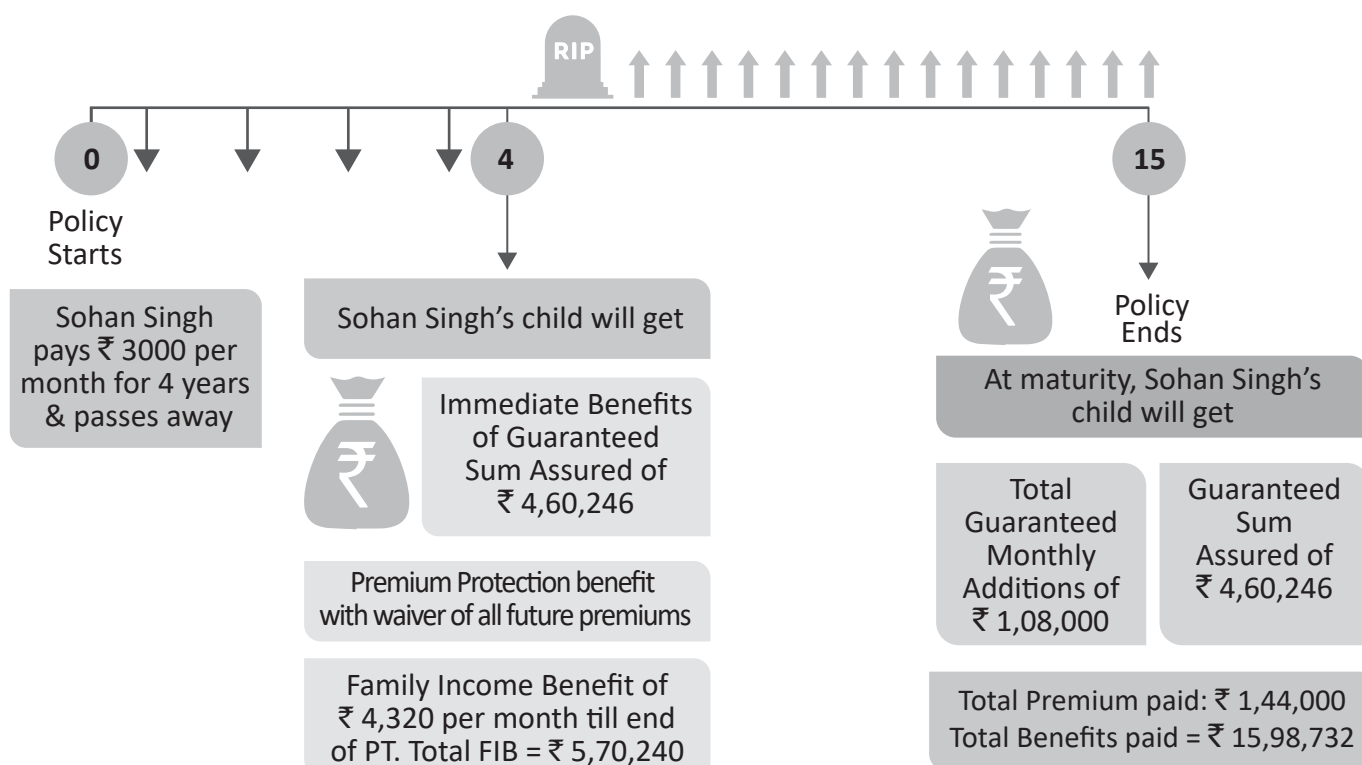 RIP
0
4
15
Policy
Starts
Sohan Singh
pays ₹ 3000 per
month for 4 years
& passes away
Sohan Singh’s child will get
₹
Immediate Benefits
of Guaranteed
Sum Assured of
₹ 4,60,246
Premium Protection benefit
with waiver of all future premiums
Family Income Benefit of
₹ 4,320 per month till end
of PT. Total FIB = ₹ 5,70,240
₹
Policy
Ends
At maturity, Sohan Singh’s
child will get
Total
Guaranteed
Monthly
Additions of
₹ 1,08,000
Guaranteed
Sum
Assured of
₹ 4,60,246
Total Premium paid: ₹ 1,44,000
Total Benefits paid = ₹ 15,98,732